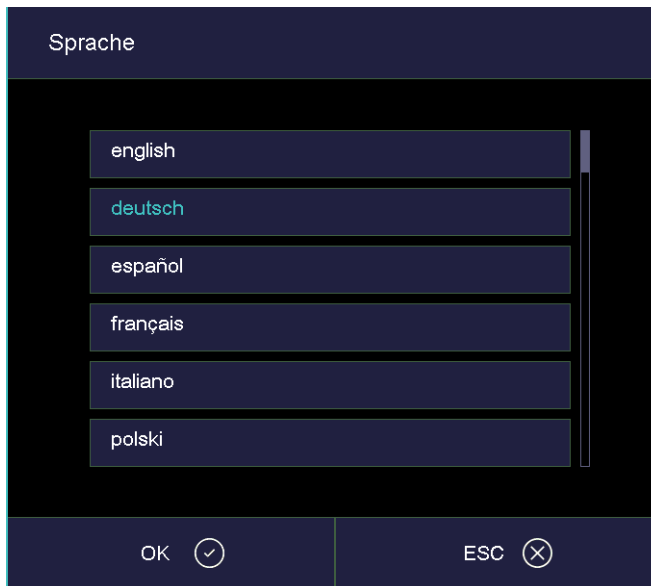 Sprache
english
deutsch
español
français
italiano
polski
OK
ESC